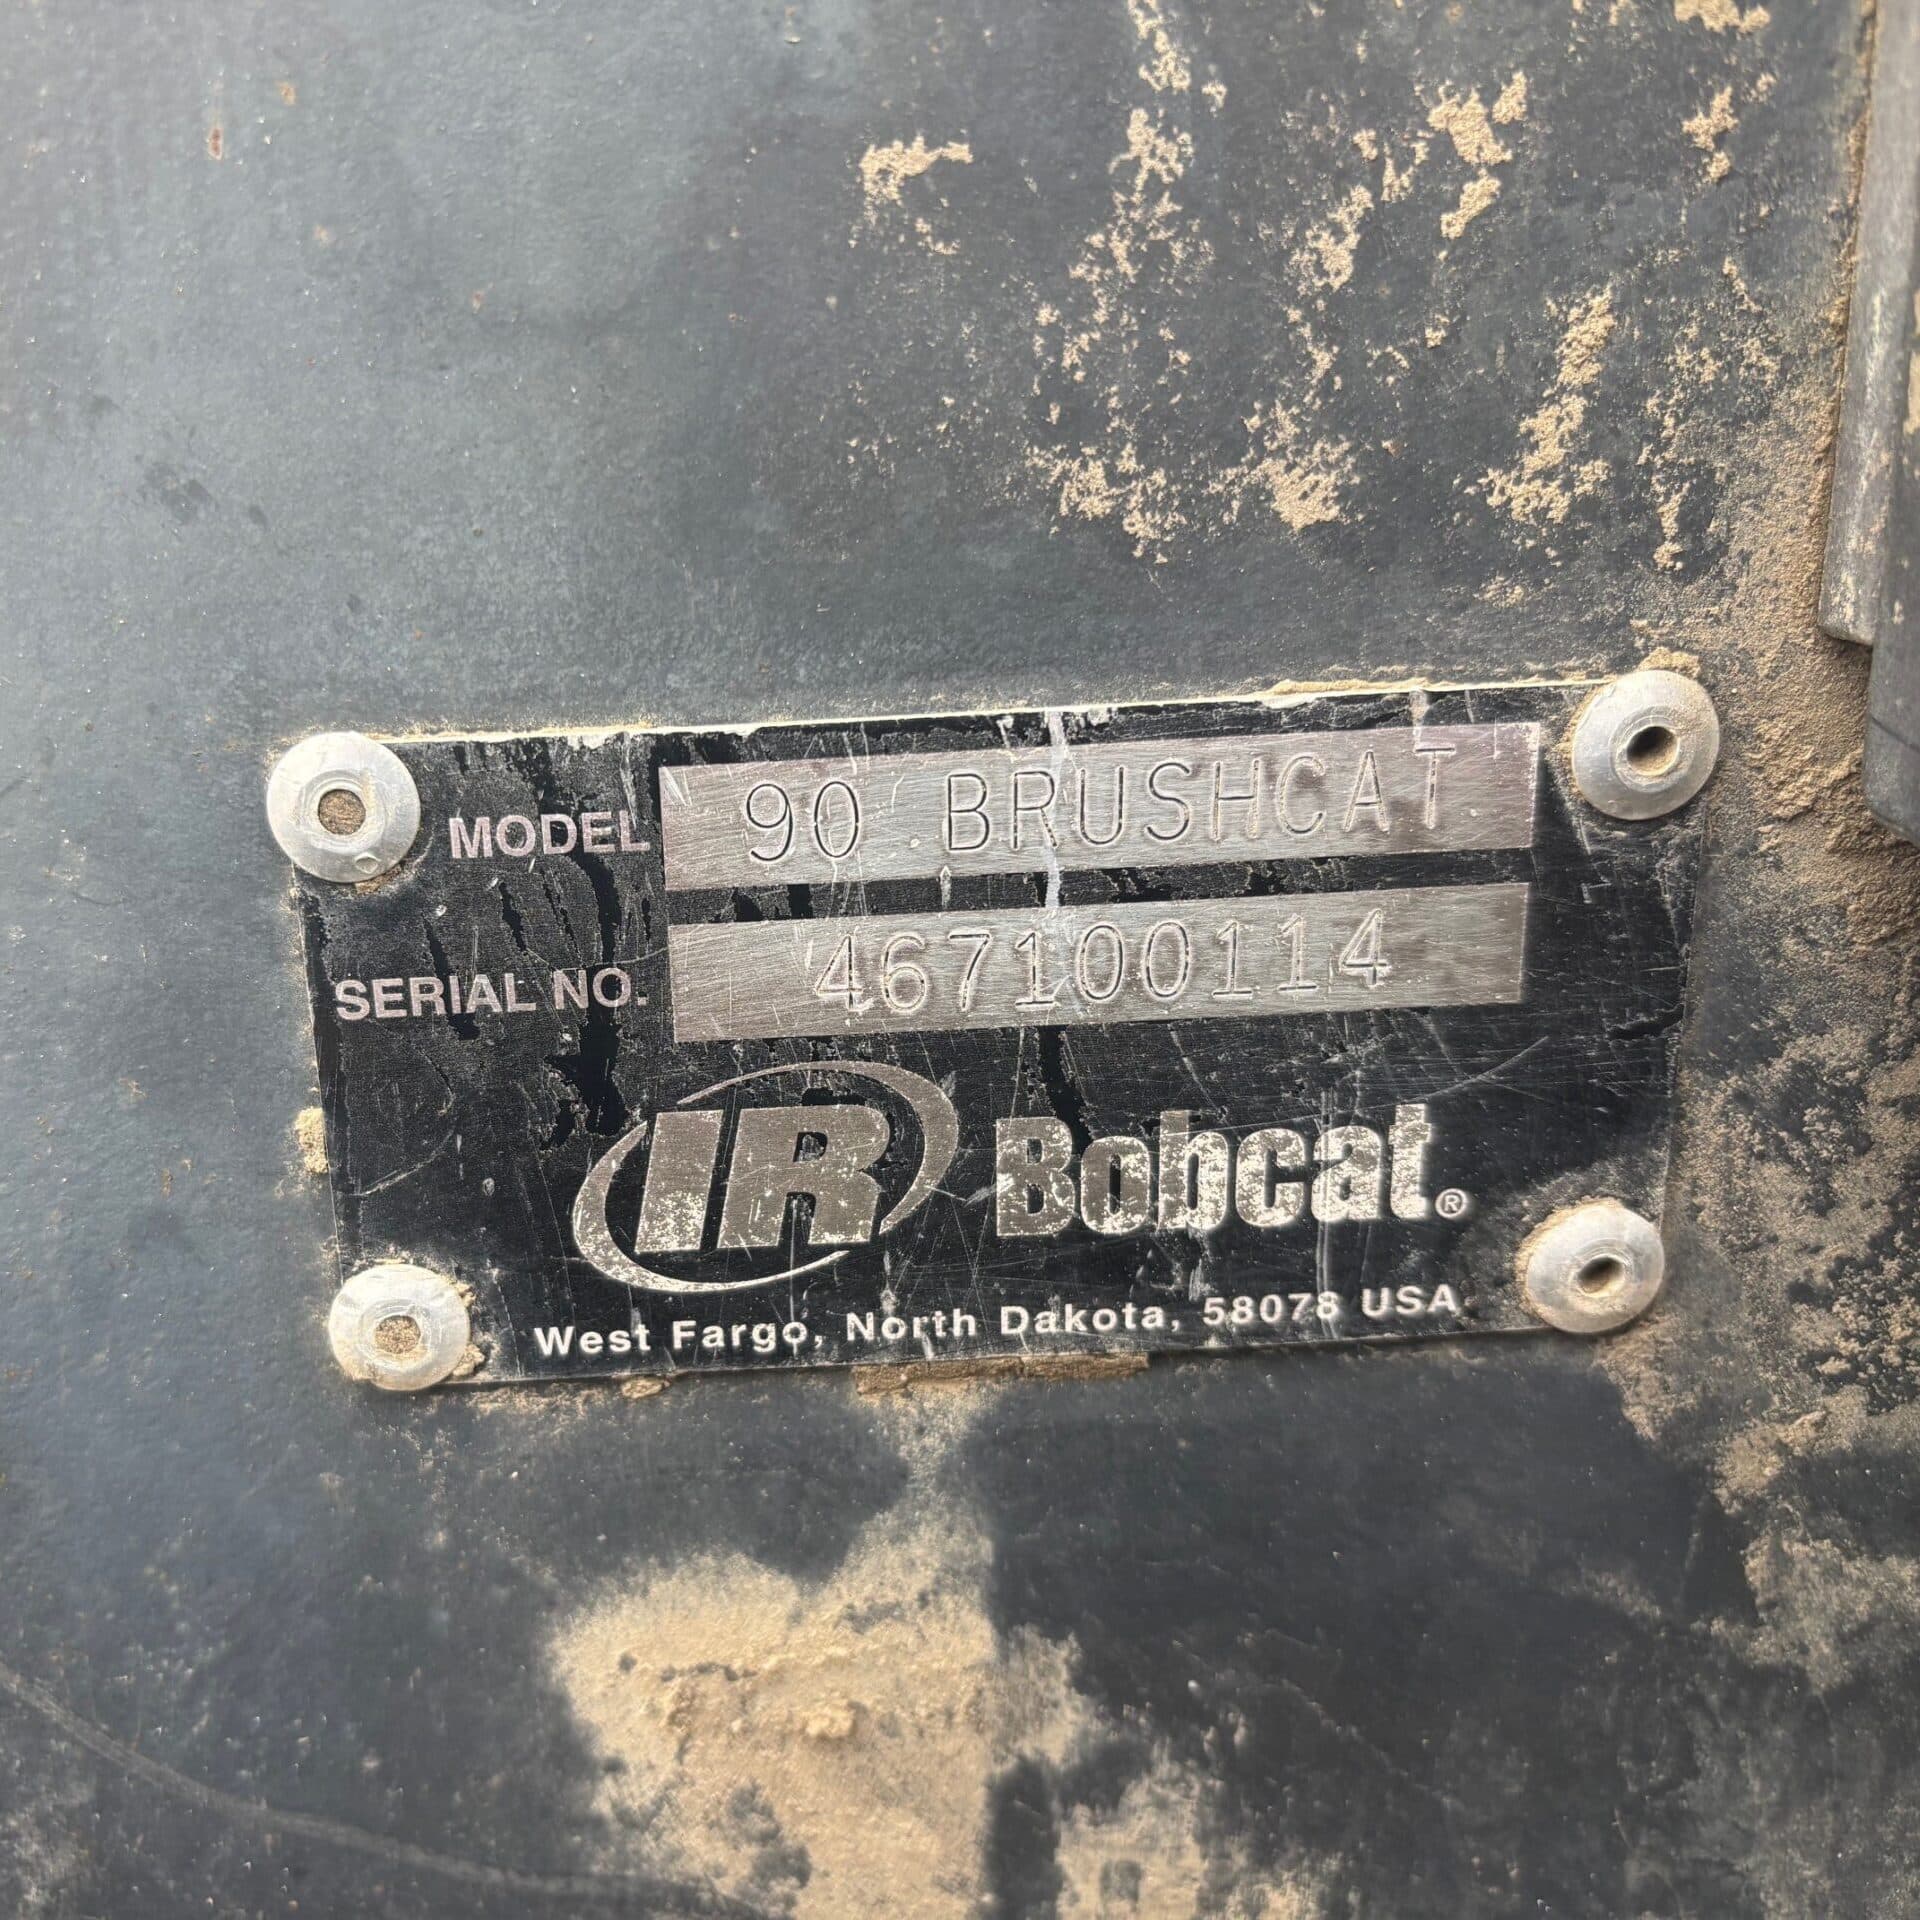 MODEL 90 BRUSHCAT
SERIAL NO. 467100114
IR Bobcat®
West Fargo, North Dakota, 58078 USA